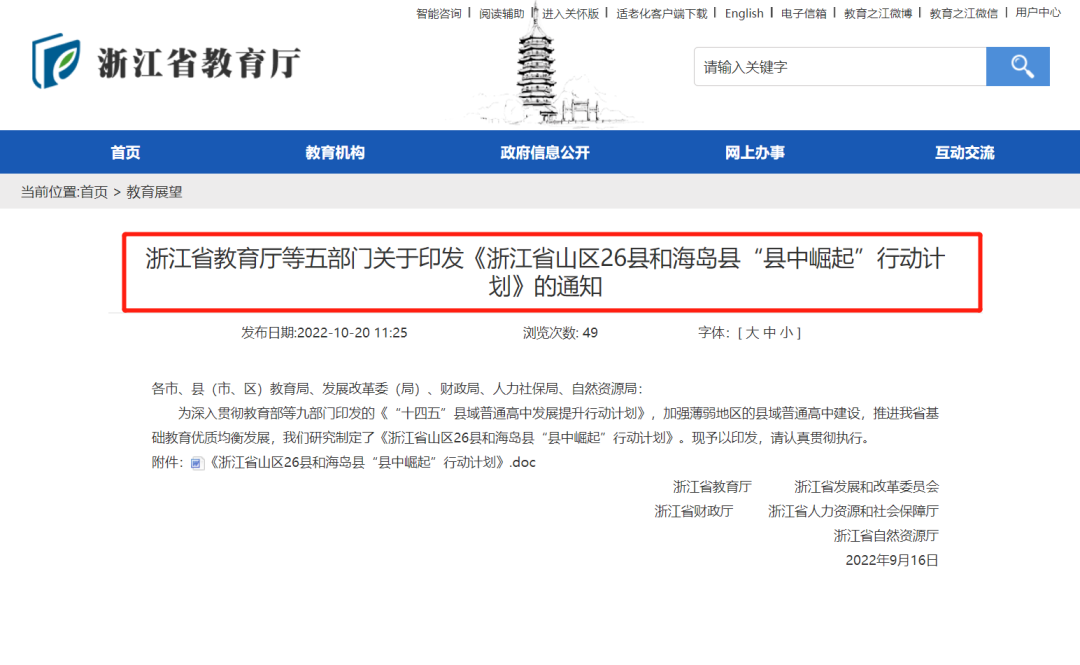 智能咨询 | 阅读辅助 | 进入关怀版 | 适老化客户端下载 | English | 电子信箱 | 教育之江微博 | 教育之江微信 | 用户中心
浙江省教育厅
请输入关键字
首页 教育机构 政府信息公开 网上办事 互动交流
当前位置:首页 > 教育展望
浙江省教育厅等五部门关于印发《浙江省山区26县和海岛县“县中崛起”行动计
划》的通知
发布日期:2022-10-20 11:25 浏览次数: 49 字体：[ 大 中 小 ]
各市、县（市、区）教育局、发展改革委（局）、财政局、人力社保局、自然资源局：
为深入贯彻教育部等九部门印发的《“十四五”县域普通高中发展提升行动计划》，加强薄弱地区的县域普通高中建设，推进我省基
础教育优质均衡发展，我们研究制定了《浙江省山区26县和海岛县“县中崛起”行动计划》。现予以印发，请认真贯彻执行。
附件：《浙江省山区26县和海岛县“县中崛起”行动计划》.doc
浙江省教育厅 浙江省发展和改革委员会
浙江省财政厅 浙江省人力资源和社会保障厅
浙江省自然资源厅
2022年9月16日